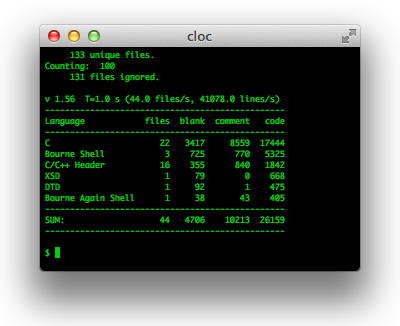 cloc
133 unique files.
Counting:  100
131 files ignored.
v 1.56  T=1.0 s (44.0 files/s, 41078.0 lines/s)
-----------------------------------------------
Language files blank comment code
-----------------------------------------------
C 22 3417 8559 17444
Bourne Shell 3 725 770 5325
C/C++ Header 16 355 840 1842
XSD 1 79 0 668
DTD 1 92 1 475
Bourne Again Shell 1 38 43 405
-----------------------------------------------
SUM: 44 4706 10213 26159
-----------------------------------------------
$